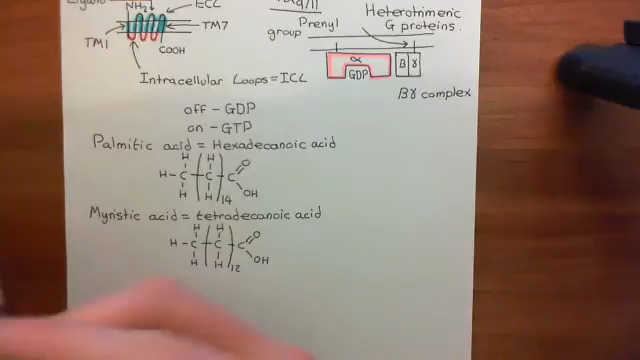 NH₂
ECL
Prenyl
group
Heterotrimeric
G proteins.
TM1
TM7
COOH
α
GDP
β
γ
Intracellular Loops = ICL
βγ complex
off - GDP
on - GTP
Palmitic acid = Hexadecanoic acid
H
H
O
H - C
C
C
H
H
14
OH
Myristic acid = tetradecanoic acid
H
H
O
H - C
C
C
H
H
12
OH